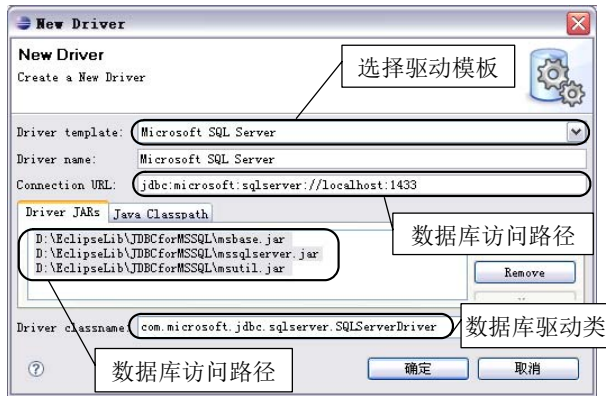 New Driver
New Driver
Create a New Driver
选择驱动模板
Driver template:
Microsoft SQL Server
Driver name:
Microsoft SQL Server
Connection URL:
jdbc:microsoft:sqlserver://localhost:1433
Driver JARs
Java Classpath
数据库访问路径
D:\EclipseLib\JDBCforMSSQL\msbase.jar
D:\EclipseLib\JDBCforMSSQL\mssqlserver.jar
D:\EclipseLib\JDBCforMSSQL\msutil.jar
Remove
Driver classname:
com.microsoft.jdbc.sqlserver.SQLServerDriver
数据库驱动类
数据库访问路径
确定
取消